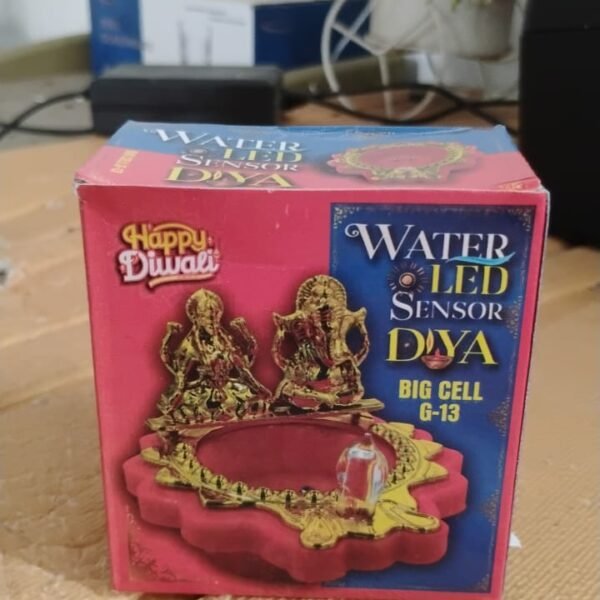 WATER
LED
SENSOR
DIYA
Happy
Diwali
WATER
LED
SENSOR
DIYA
BIG CELL
G-13